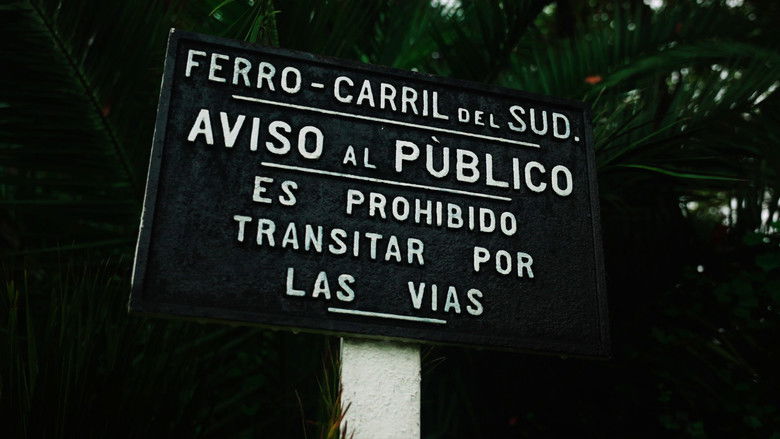 FERRO-CARRIL DEL SUD.
AVISO AL PÙBLICO
ES PROHIBIDO
TRANSITAR POR
LAS VIAS